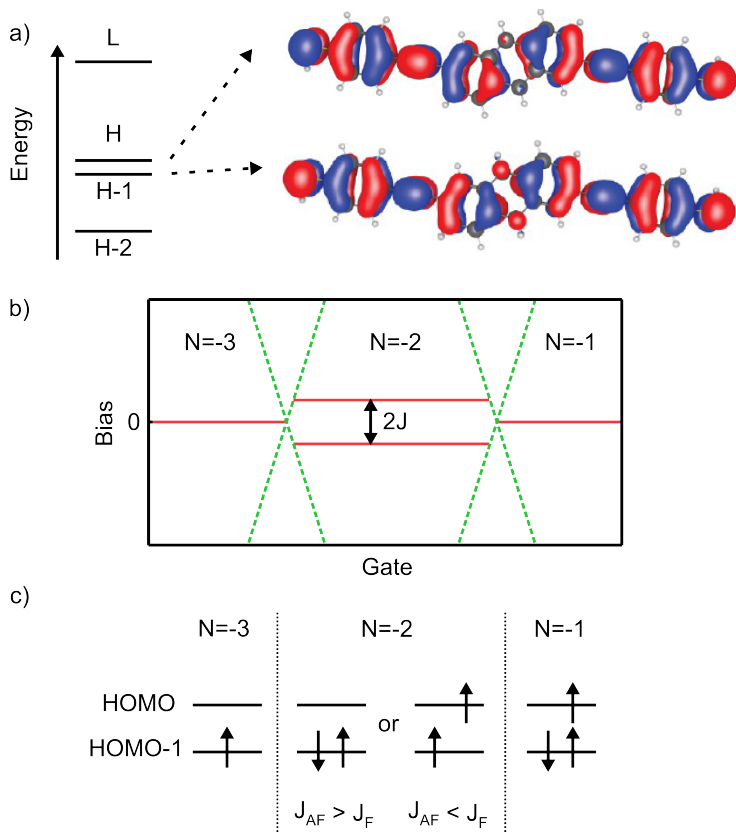 a)
Energy
L
H
H-1
H-2
b)
N=-3 N=-2 N=-1
Bias
0
2J
Gate
c)
N=-3 N=-2 N=-1
HOMO
or
HOMO-1
J_AF > J_F J_AF < J_F